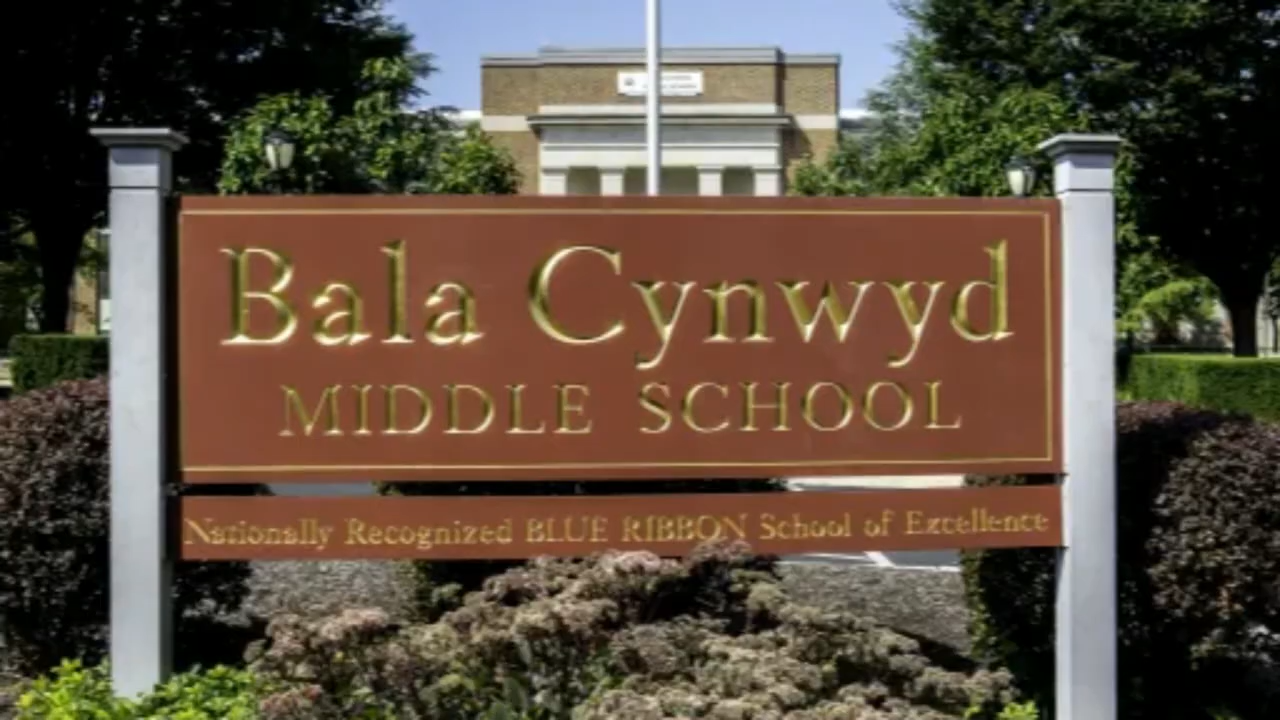 Bala Cynwyd
MIDDLE SCHOOL
Nationally Recognized BLUE RIBBON School of Excellence